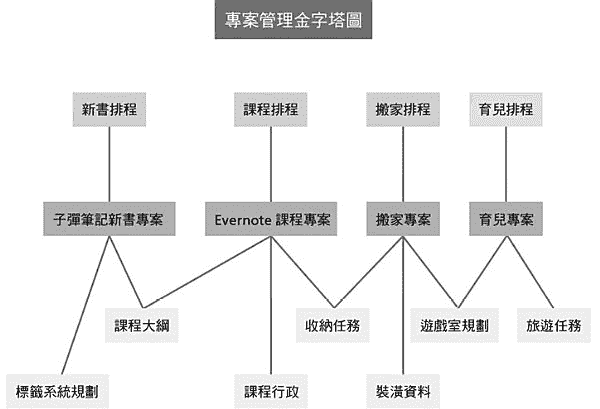 專案管理金字塔圖
新書排程
課程排程
搬家排程
育兒排程
子彈筆記新書專案
Evernote 課程專案
搬家專案
育兒專案
課程大綱
收納任務
遊戲室規劃
旅遊任務
標籤系統規劃
課程行政
裝潢資料